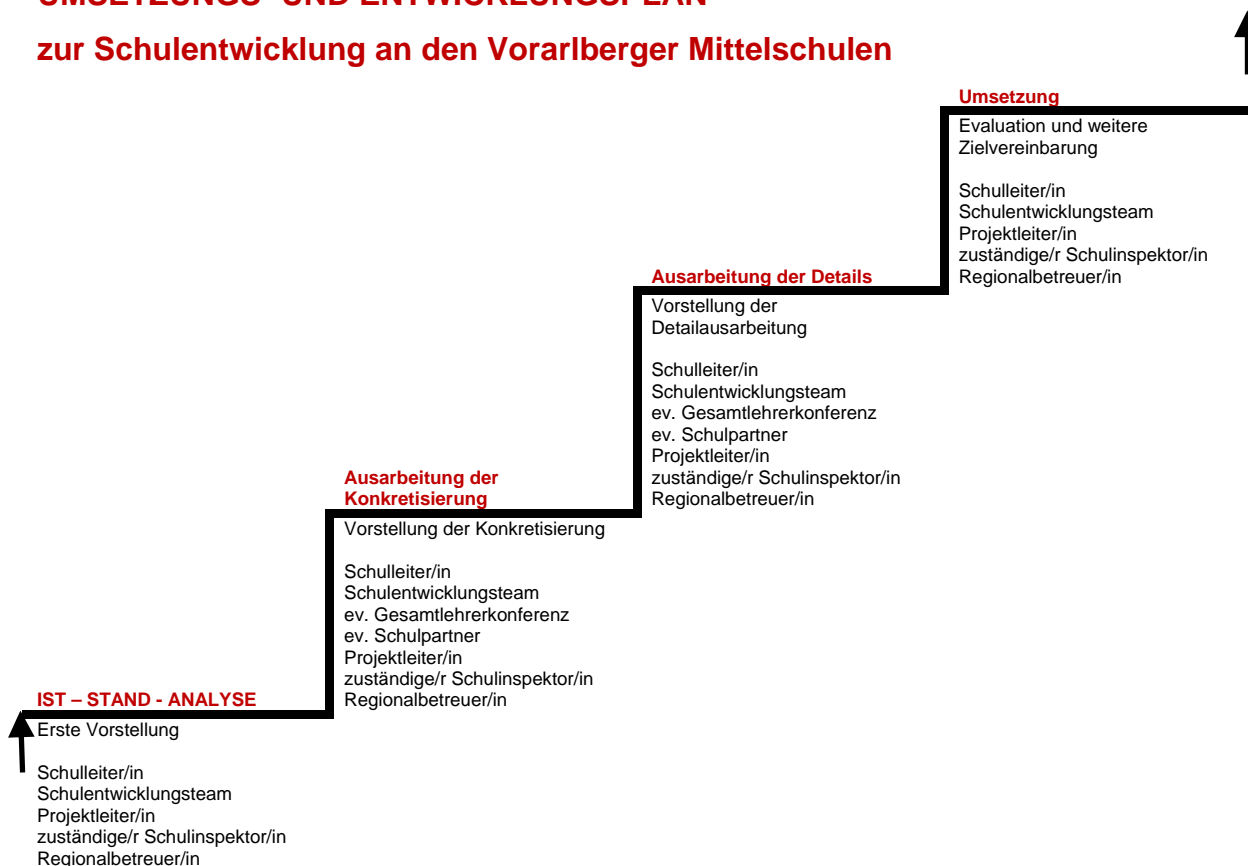 UMSETZUNGS- UND ENTWICKLUNGSPLAN
zur Schulentwicklung an den Vorarlberger Mittelschulen
Umsetzung
Evaluation und weitere
Zielvereinbarung
Schulleiter/in
Schulentwicklungsteam
Projektleiter/in
zuständige/r Schulinspektor/in
Regionalbetreuer/in
Ausarbeitung der Details
Vorstellung der
Detailausarbeitung
Schulleiter/in
Schulentwicklungsteam
ev. Gesamtlehrerkonferenz
ev. Schulpartner
Projektleiter/in
zuständige/r Schulinspektor/in
Regionalbetreuer/in
Ausarbeitung der
Konkretisierung
Vorstellung der Konkretisierung
Schulleiter/in
Schulentwicklungsteam
ev. Gesamtlehrerkonferenz
ev. Schulpartner
Projektleiter/in
zuständige/r Schulinspektor/in
Regionalbetreuer/in
IST – STAND - ANALYSE
Erste Vorstellung
Schulleiter/in
Schulentwicklungsteam
Projektleiter/in
zuständige/r Schulinspektor/in
Regionalbetreuer/in